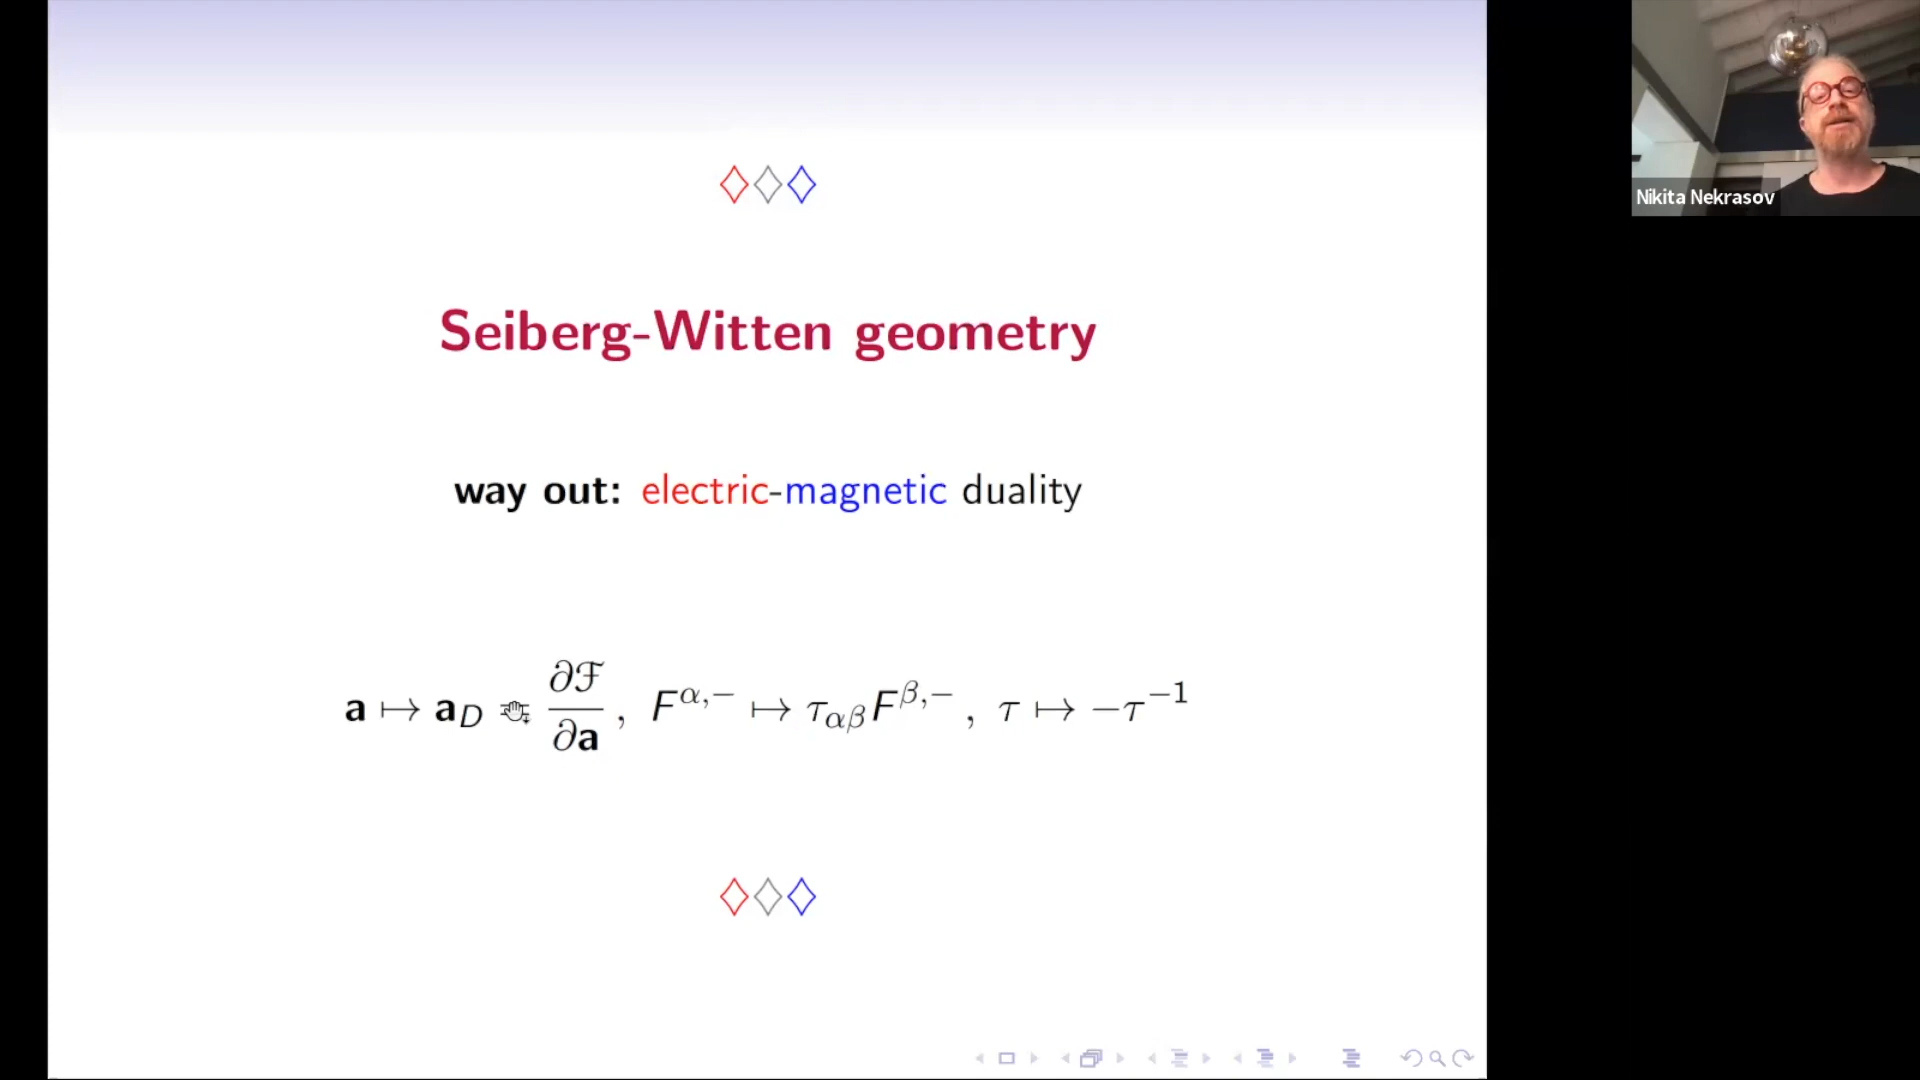 Seiberg-Witten geometry
way out: electric-magnetic duality
a ↦ a_D = ∂ℱ/∂a , F^{α,−} ↦ τ_{αβ}F^{β,−} , τ ↦ −τ^{−1}
Nikita Nekrasov